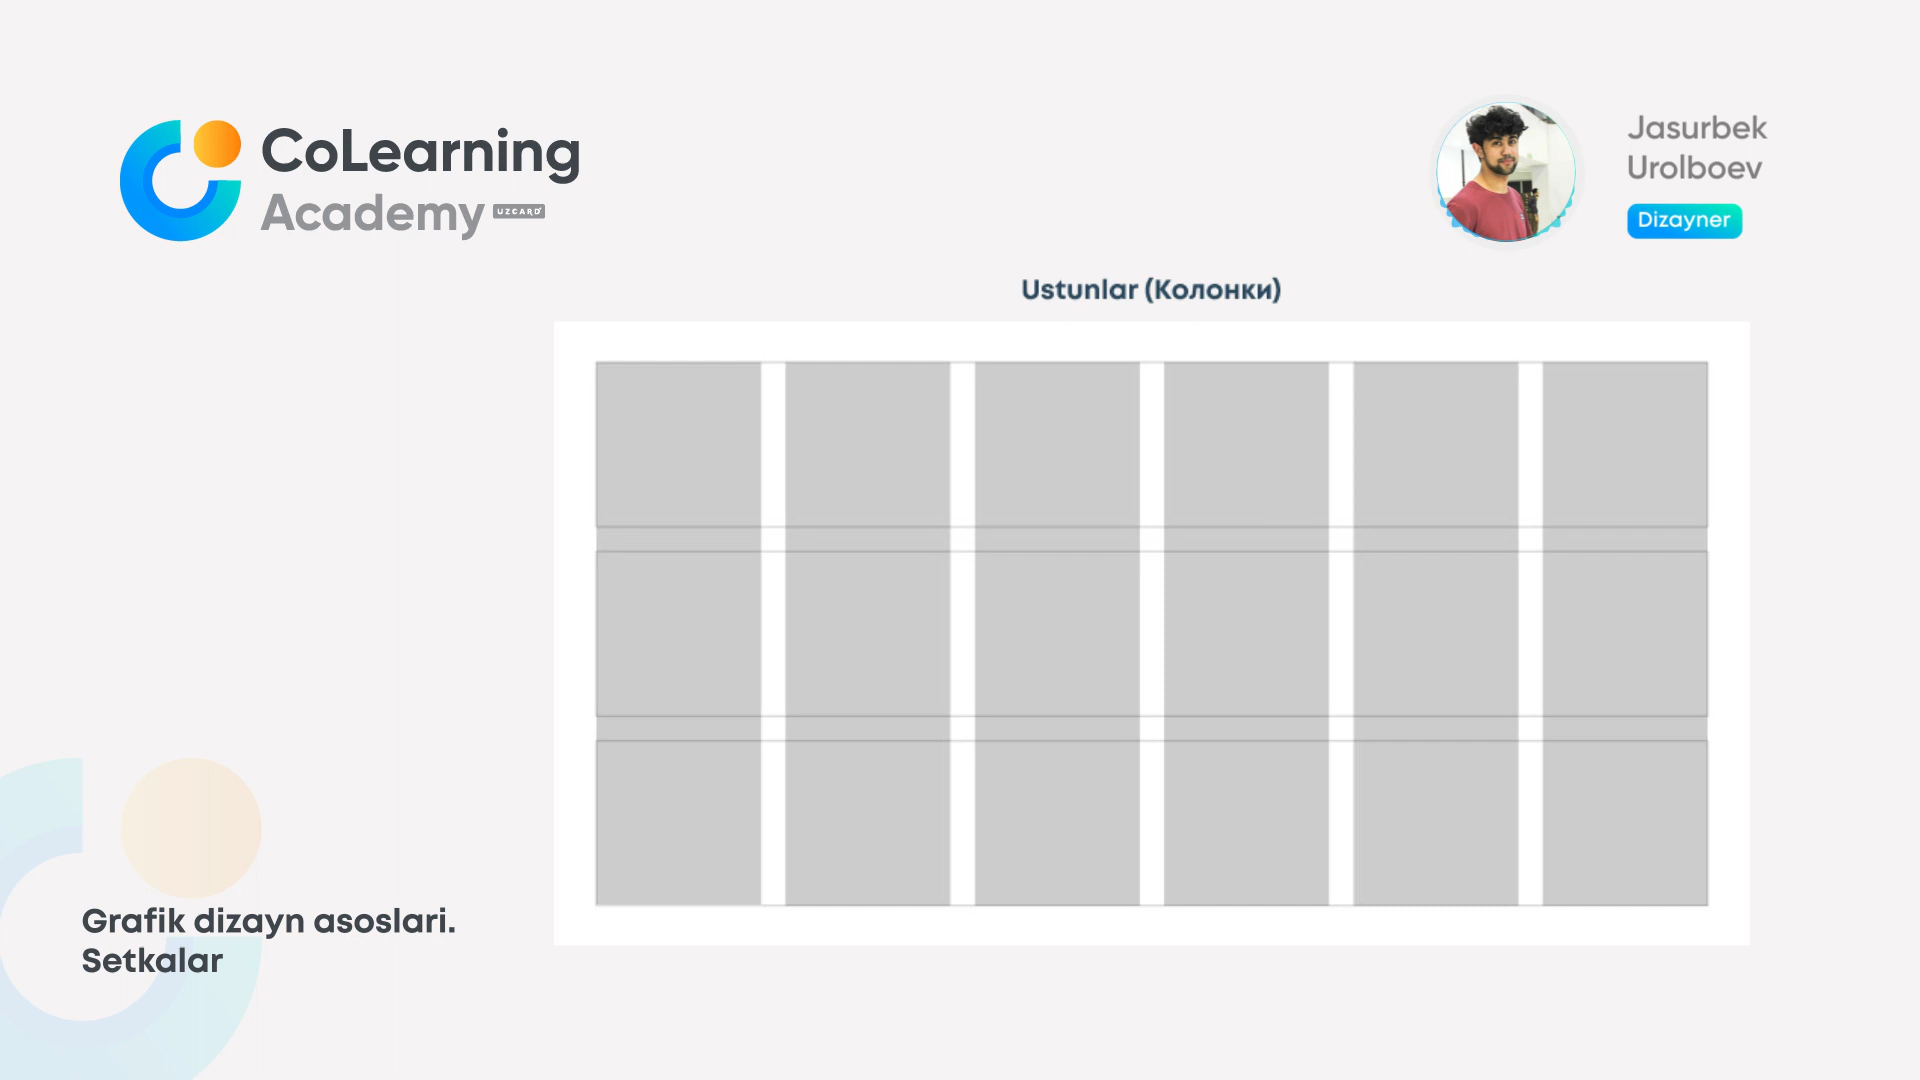 CoLearning
Academy UZCARD
Jasurbek
Urolboev
Dizayner
Ustunlar (Колонки)
Grafik dizayn asoslari.
Setkalar